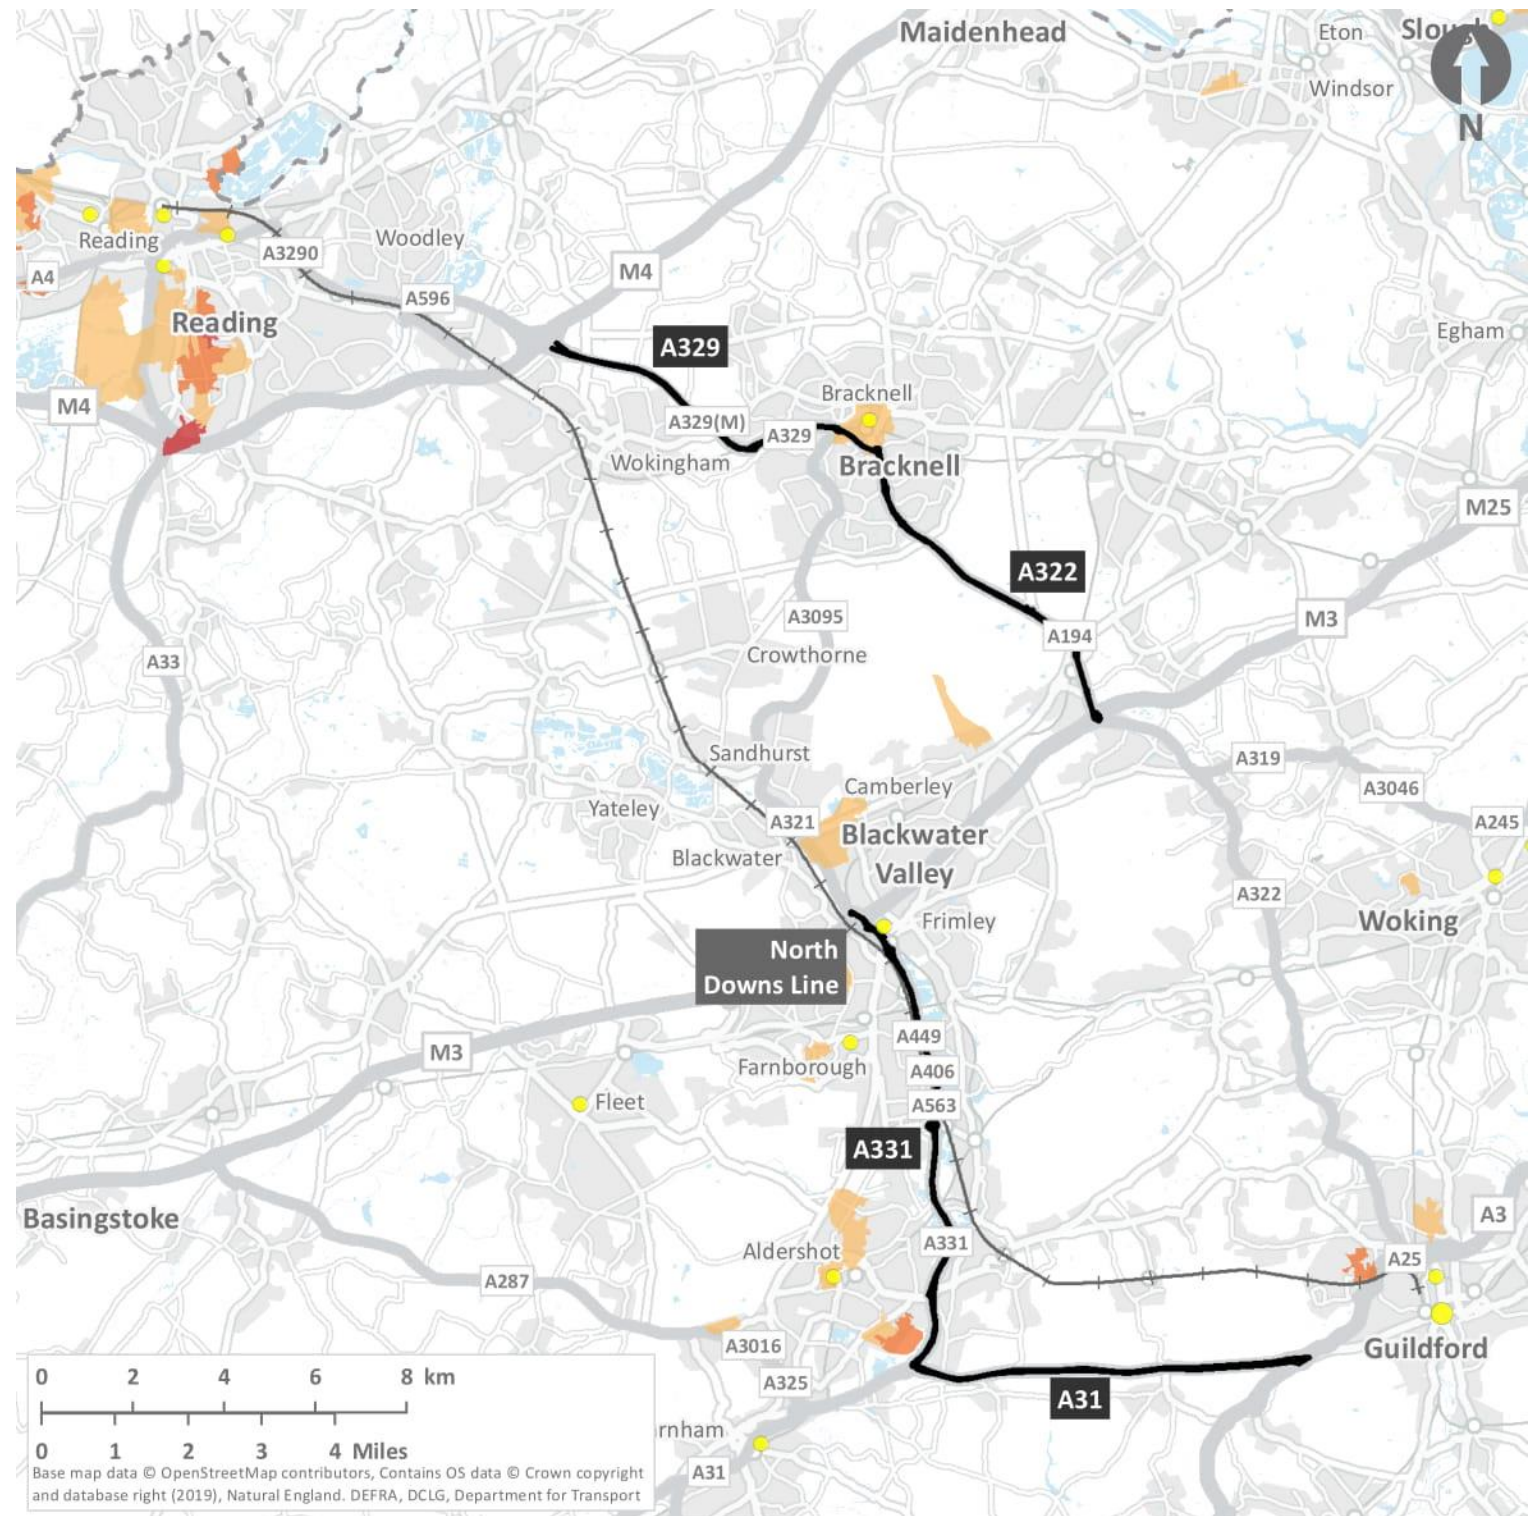 Maidenhead
Eton
Slough
Windsor
N
Reading
A3290
Woodley
A4
M4
A596
Reading
A329
Egham
M4
Bracknell
A329(M)
A329
Wokingham
Bracknell
M25
A322
A3095
M3
A194
A33
Crowthorne
Sandhurst
A319
Camberley
A3046
Yateley
A321
Blackwater
Valley
A245
Blackwater
A322
Frimley
Woking
North
Downs Line
A449
M3
Farnborough
A406
Fleet
A563
A331
Basingstoke
A3
A331
Aldershot
A25
A287
A3016
Guildford
A325
A31
rnham
A31
0 2 4 6 8 km
0 1 2 3 4 Miles
Base map data © OpenStreetMap contributors, Contains OS data © Crown copyright
and database right (2019), Natural England. DEFRA, DCLG, Department for Transport